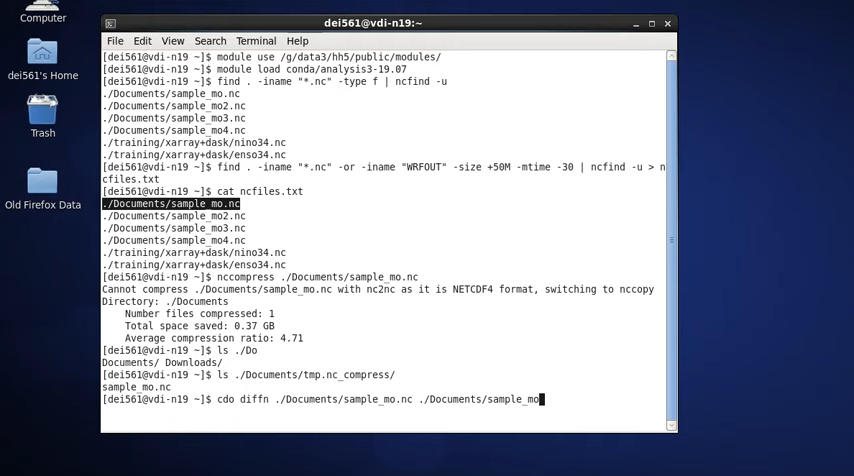 Computer
dei561's Home
Trash
Old Firefox Data
dei561@vdi-n19:~
File Edit View Search Terminal Help
[dei561@vdi-n19 ~]$ module use /g/data3/hh5/public/modules/
[dei561@vdi-n19 ~]$ module load conda/analysis3-19.07
[dei561@vdi-n19 ~]$ find . -iname "*.nc" -type f | ncfind -u
./Documents/sample_mo.nc
./Documents/sample_mo2.nc
./Documents/sample_mo3.nc
./Documents/sample_mo4.nc
./training/xarray+dask/nino34.nc
./training/xarray+dask/enso34.nc
[dei561@vdi-n19 ~]$ find . -iname "*.nc" -or -iname "WRFOUT" -size +50M -mtime -30 | ncfind -u > n
cfiles.txt
[dei561@vdi-n19 ~]$ cat ncfiles.txt
./Documents/sample_mo.nc
./Documents/sample_mo2.nc
./Documents/sample_mo3.nc
./Documents/sample_mo4.nc
./training/xarray+dask/nino34.nc
./training/xarray+dask/enso34.nc
[dei561@vdi-n19 ~]$ nccompress ./Documents/sample_mo.nc
Cannot compress ./Documents/sample_mo.nc with nc2nc as it is NETCDF4 format, switching to nccopy
Directory: ./Documents
Number files compressed: 1
Total space saved: 0.37 GB
Average compression ratio: 4.71
[dei561@vdi-n19 ~]$ ls ./Do
Documents/ Downloads/
[dei561@vdi-n19 ~]$ ls ./Documents/tmp.nc_compress/
sample_mo.nc
[dei561@vdi-n19 ~]$ cdo diffn ./Documents/sample_mo.nc ./Documents/sample_mo